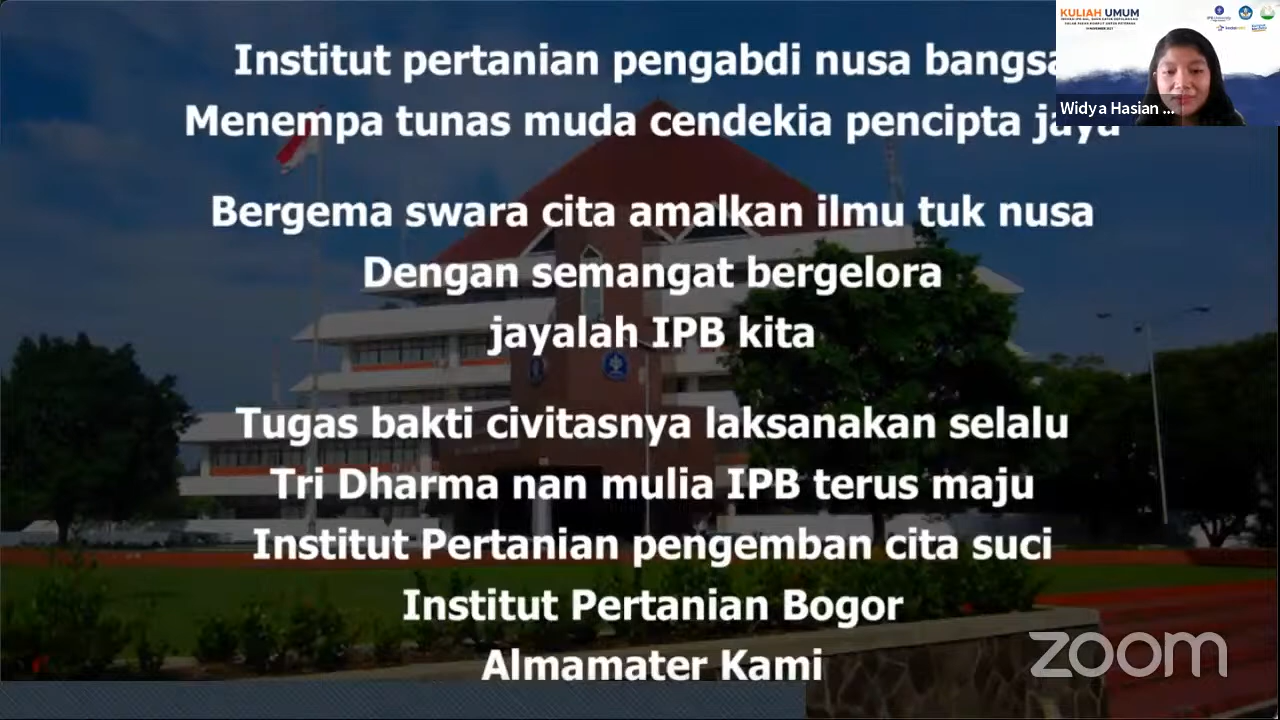 Institut pertanian pengabdi nusa bangsa
Menempa tunas muda cendekia pencipta jaya
Bergema swara cita amalkan ilmu tuk nusa
Dengan semangat bergelora
jayalah IPB kita
Tugas bakti civitasnya laksanakan selalu
Tri Dharma nan mulia IPB terus maju
Institut Pertanian pengemban cita suci
Institut Pertanian Bogor
Almamater Kami
KULIAH UMUM
Widya Hasian ...
zoom